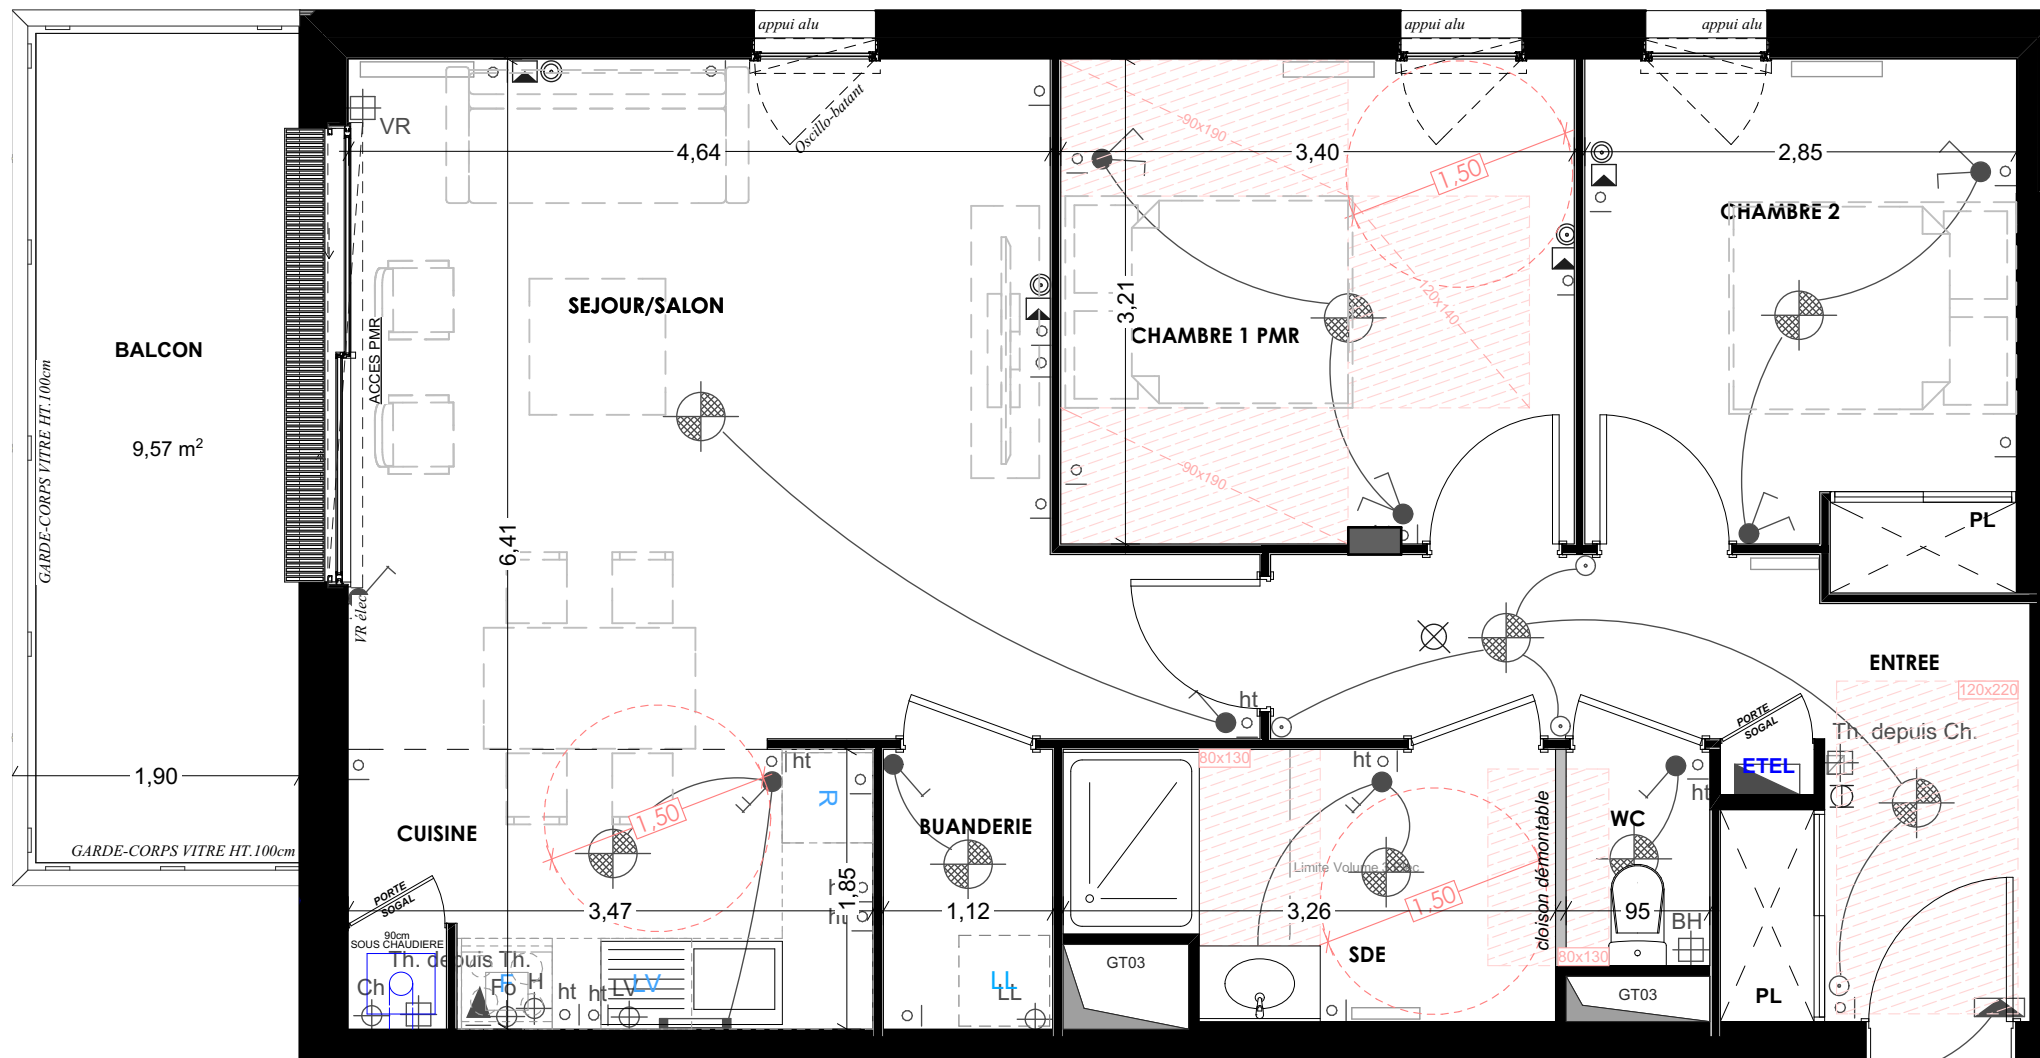 appui alu
appui alu
appui alu
Oscillo-batant
VR
4,64
3,40
2,85
90x190
1,50
CHAMBRE 2
SEJOUR/SALON
3,21
120x140
CHAMBRE 1 PMR
BALCON
9,57 m²
ACCES PMR
GARDE-CORPS VITRE HT.100cm
90x190
6,41
PL
VR élec
ENTREE
120x220
ht
PORTE
SOGAL
Th. depuis Ch.
ETEL
1,90
ht
80x130
ht
ht
R
1,50
CUISINE
BUANDERIE
WC
cloison démontable
Limite Volume
GARDE-CORPS VITRE HT.100cm
PORTE
SOGAL
1,85
3,47
1,12
3,26
1,50
95
BH
90cm
SOUS CHAUDIERE
Th. depuis Th.
SDE
80x130
GT03
GT03
PL
Ch
F
Fo
H
ht
ht
LV
LV
LL
LL